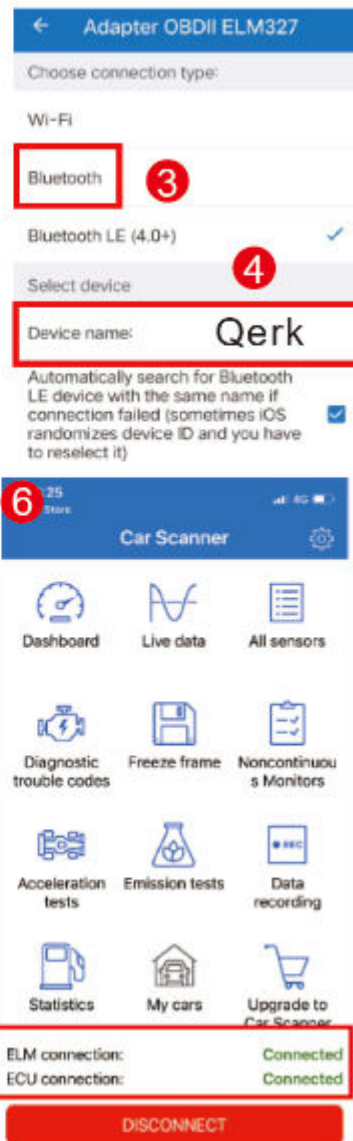 Adapter OBDII ELM327
Choose connection type:
Wi-Fi
Bluetooth
3
Bluetooth LE (4.0+)
4
Select device
Device name: Qerk
Automatically search for Bluetooth
LE device with the same name if
connection failed (sometimes iOS
randomizes device ID and you have
to reselect it)
6
:25
Store
4G
Car Scanner
Dashboard Live data All sensors
Diagnostic Freeze frame Noncontinuou
trouble codes s Monitors
REC
Acceleration Emission tests Data
tests recording
Statistics My cars Upgrade to
Car Scanner
ELM connection: Connected
ECU connection: Connected
DISCONNECT